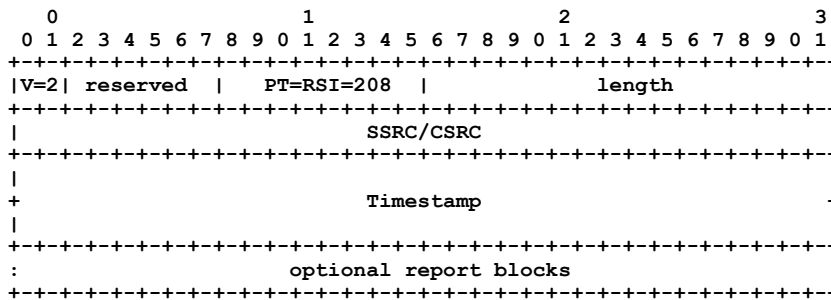 0                   1                   2                   3
 0 1 2 3 4 5 6 7 8 9 0 1 2 3 4 5 6 7 8 9 0 1 2 3 4 5 6 7 8 9 0 1
+-+-+-+-+-+-+-+-+-+-+-+-+-+-+-+-+-+-+-+-+-+-+-+-+-+-+-+-+-+-+-+--
|V=2| reserved  |   PT=RSI=208  |             length
+-+-+-+-+-+-+-+-+-+-+-+-+-+-+-+-+-+-+-+-+-+-+-+-+-+-+-+-+-+-+-+--
|                           SSRC/CSRC
+-+-+-+-+-+-+-+-+-+-+-+-+-+-+-+-+-+-+-+-+-+-+-+-+-+-+-+-+-+-+-+--
|
+                           Timestamp                           -
|
+-+-+-+-+-+-+-+-+-+-+-+-+-+-+-+-+-+-+-+-+-+-+-+-+-+-+-+-+-+-+-+--
:                     optional report blocks
+-+-+-+-+-+-+-+-+-+-+-+-+-+-+-+-+-+-+-+-+-+-+-+-+-+-+-+-+-+-+-+--